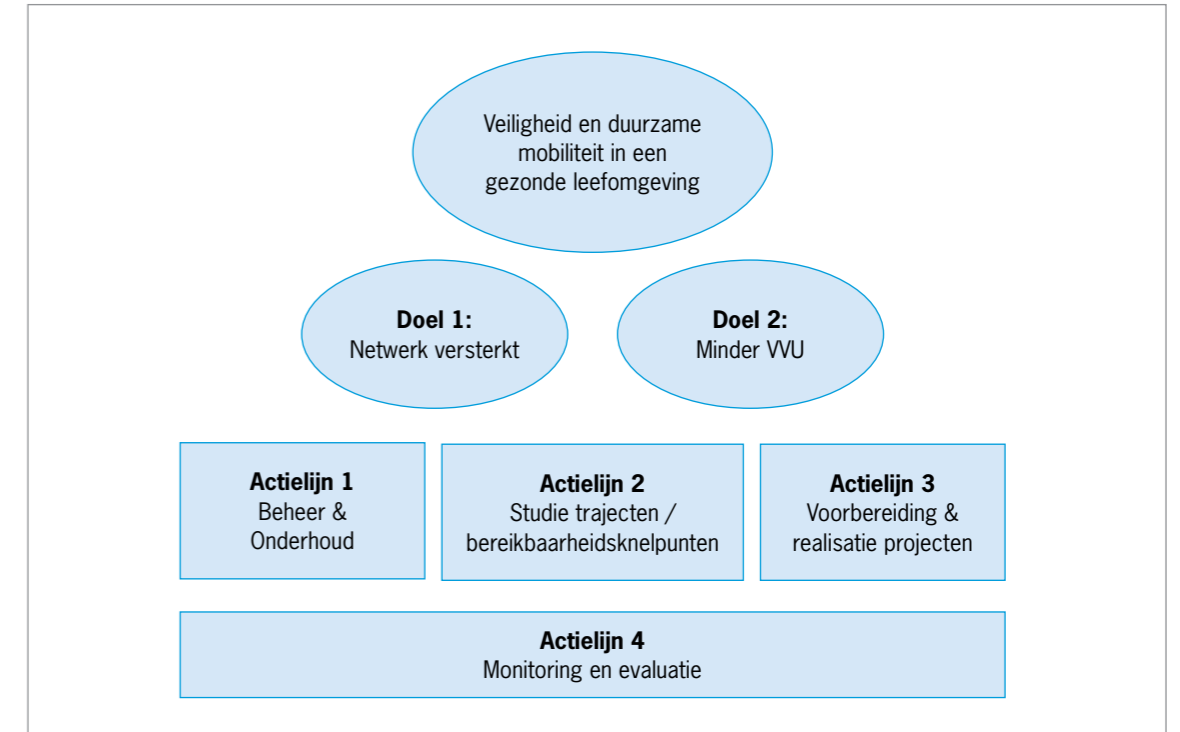 Veiligheid en duurzame
mobiliteit in een
gezonde leefomgeving
Doel 1:
Netwerk versterkt
Doel 2:
Minder VVU
Actielijn 1
Beheer &
Onderhoud
Actielijn 2
Studie trajecten /
bereikbaarheidsknelpunten
Actielijn 3
Voorbereiding &
realisatie projecten
Actielijn 4
Monitoring en evaluatie